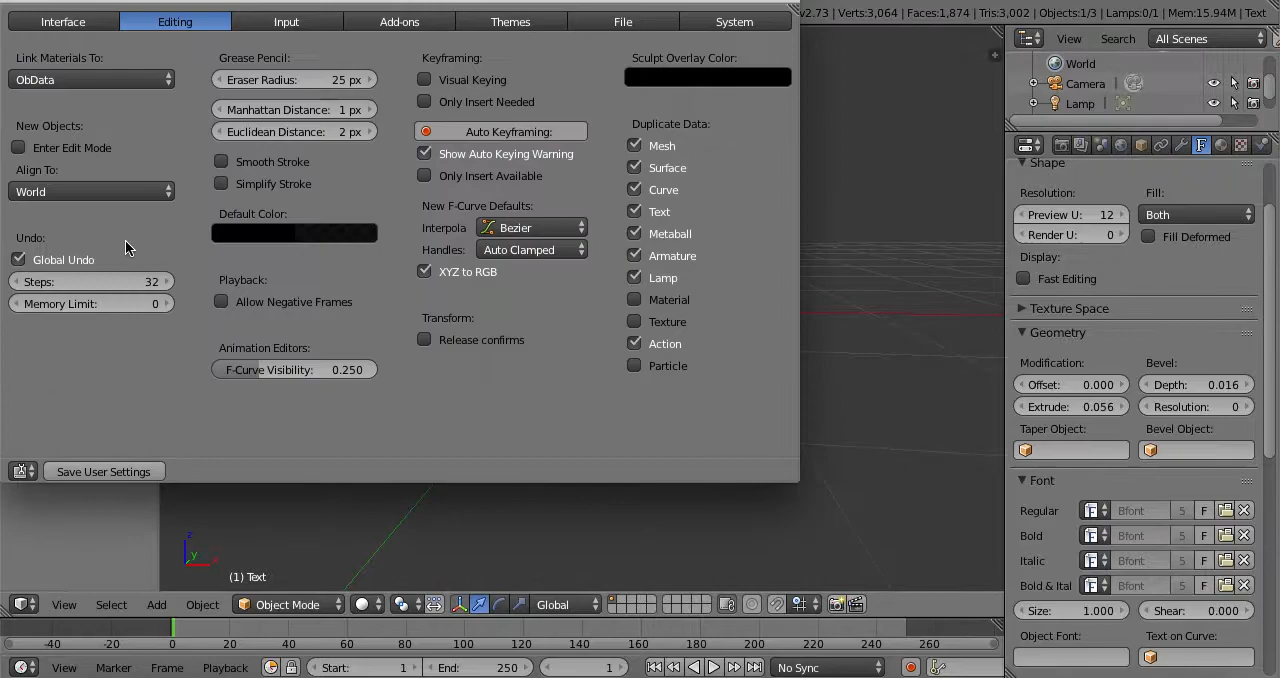 Interface Editing Input Add-ons Themes File System
v2.73 | Verts:3,064 | Faces:1,874 | Tris:3,002 | Objects:1/3 | Lamps:0/1 | Mem:15.94M | Text
View Search All Scenes
World
Camera
Lamp
Link Materials To:
ObData
New Objects:
Enter Edit Mode
Align To:
World
Undo:
Global Undo
Steps: 32
Memory Limit: 0
Grease Pencil:
Eraser Radius: 25 px
Manhattan Distance: 1 px
Euclidean Distance: 2 px
Smooth Stroke
Simplify Stroke
Default Color:
Playback:
Allow Negative Frames
Animation Editors:
F-Curve Visibility: 0.250
Keyframing:
Visual Keying
Only Insert Needed
Auto Keyframing:
Show Auto Keying Warning
Only Insert Available
New F-Curve Defaults:
Interpola Bezier
Handles: Auto Clamped
XYZ to RGB
Transform:
Release confirms
Sculpt Overlay Color:
Duplicate Data:
Mesh
Surface
Curve
Text
Metaball
Armature
Lamp
Material
Texture
Action
Particle
Save User Settings
Shape
Resolution: Fill:
Preview U: 12 Both
Render U: 0 Fill Deformed
Display:
Fast Editing
Texture Space
Geometry
Modification: Bevel:
Offset: 0.000 Depth: 0.016
Extrude: 0.056 Resolution: 0
Taper Object: Bevel Object:
Font
Regular F Bfont 5 F
Bold F Bfont 5 F
Italic F Bfont 5 F
Bold & Ital F Bfont 5 F
Size: 1.000 Shear: 0.000
Object Font: Text on Curve:
z
y
x
(1) Text
View Select Add Object Object Mode Global
-40 -20 0 20 40 60 80 100 120 140 160 180 200 220 240 260
View Marker Frame Playback Start: 1 End: 250 1 No Sync